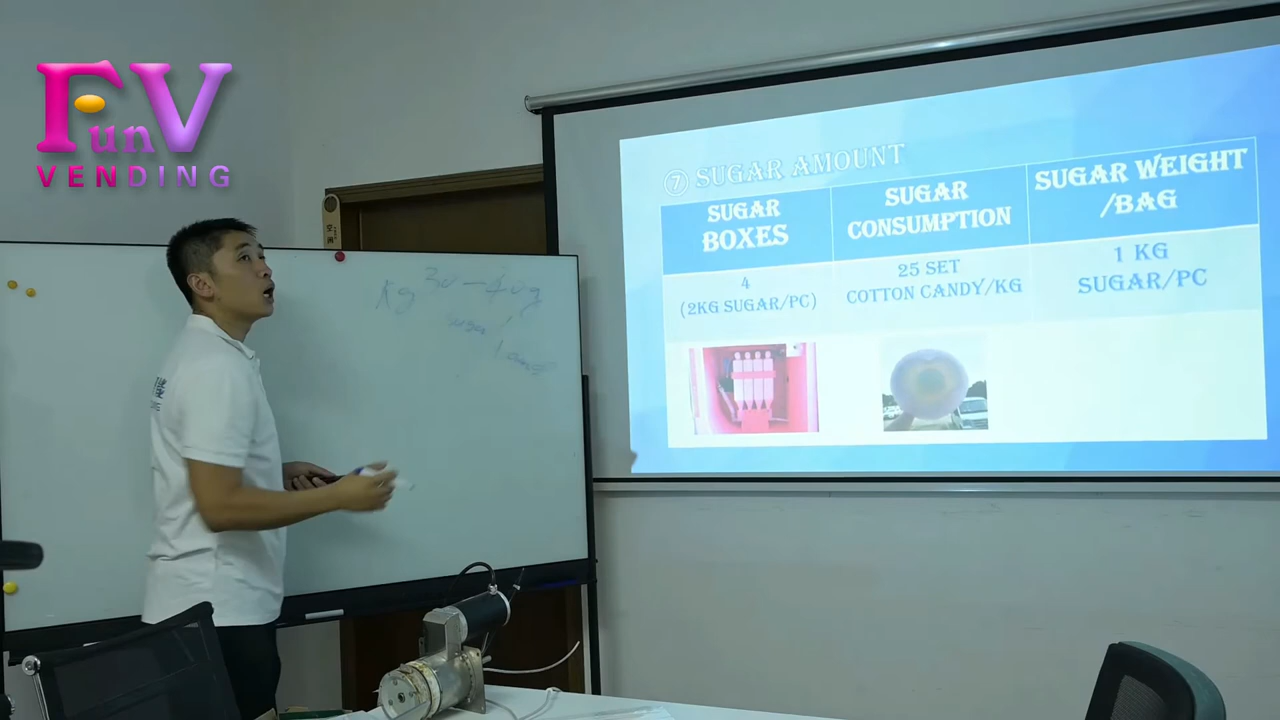 FunV
VENDING
Kg 30-40g
⑦ SUGAR AMOUNT
SUGAR BOXES
SUGAR CONSUMPTION
SUGAR WEIGHT /BAG
4
(2KG SUGAR/PC)
25 SET
COTTON CANDY/KG
1 KG
SUGAR/PC